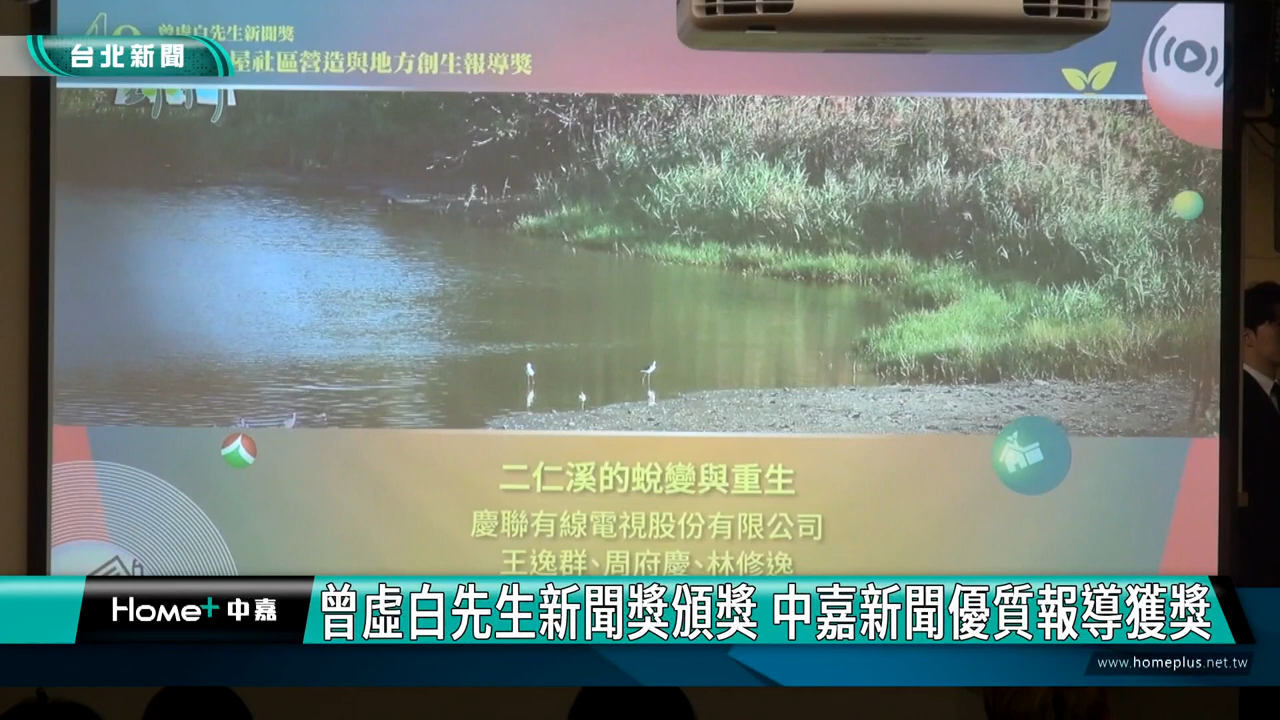 曾虛白先生新聞獎
台北新聞
屋社區營造與地方創生報導獎
二仁溪的蛻變與重生
慶聯有線電視股份有限公司
王逸群、周府慶、林修逸
Home+中嘉
曾虛白先生新聞獎頒獎 中嘉新聞優質報導獲獎
www.homeplus.net.tw